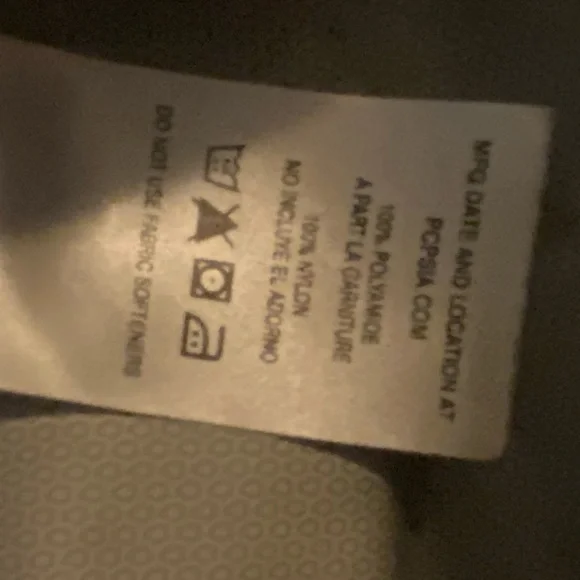 MFG DATE AND LOCATION AT
PCPSIA.COM
100% POLYAMIDE
A PART LA GARNITURE
100% NYLON
NO INCLUYE EL ADORNO
DO NOT USE FABRIC SOFTENERS